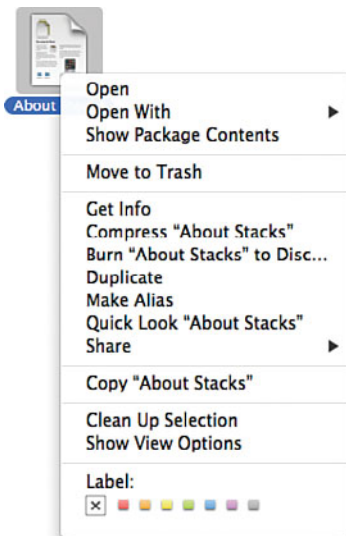 About
Open
Open With
Show Package Contents
Move to Trash
Get Info
Compress “About Stacks”
Burn “About Stacks” to Disc...
Duplicate
Make Alias
Quick Look “About Stacks”
Share
Copy “About Stacks”
Clean Up Selection
Show View Options
Label: